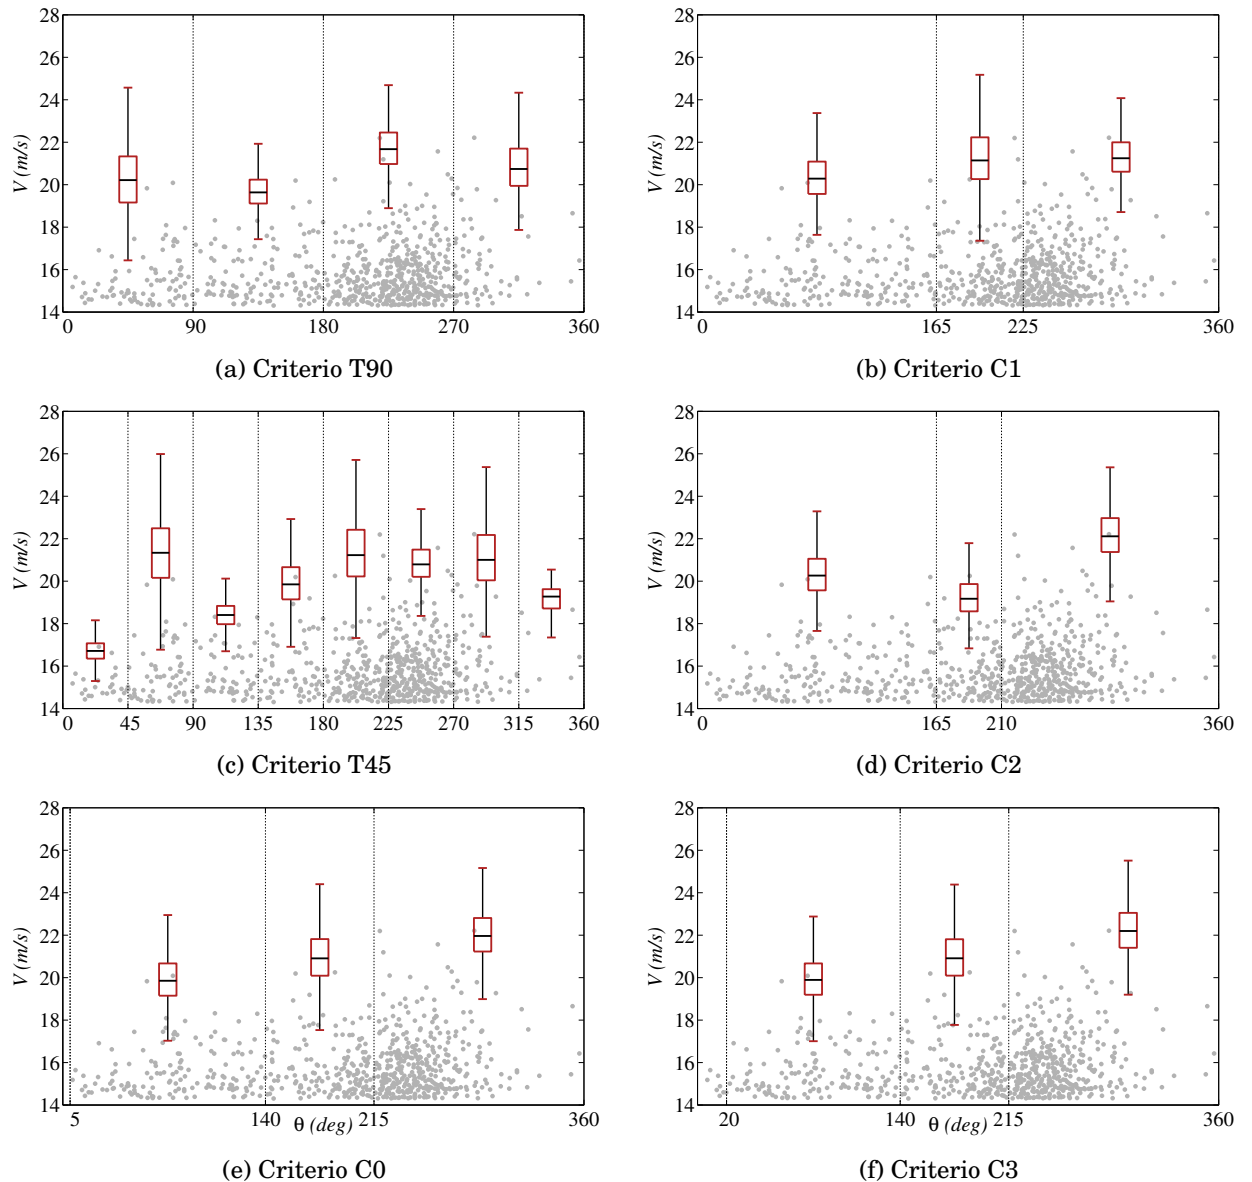 28
26
24
22
20
18
16
14
V (m/s)
0 90 180 270 360
(a) Criterio T90
28
26
24
22
20
18
16
14
V (m/s)
0 165 225 360
(b) Criterio C1
28
26
24
22
20
18
16
14
V (m/s)
0 45 90 135 180 225 270 315 360
(c) Criterio T45
28
26
24
22
20
18
16
14
V (m/s)
0 165 210 360
(d) Criterio C2
28
26
24
22
20
18
16
14
V (m/s)
5 140 215 360
θ (deg)
(e) Criterio C0
28
26
24
22
20
18
16
14
V (m/s)
20 140 215 360
θ (deg)
(f) Criterio C3